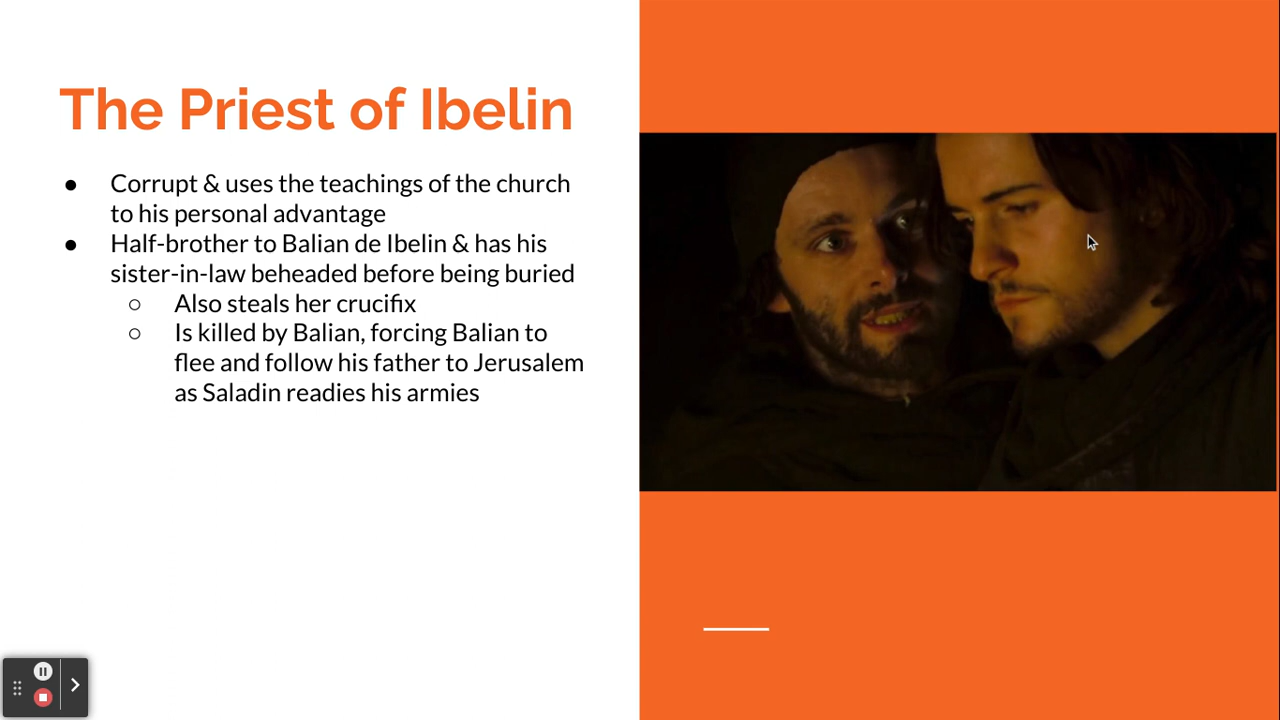 The Priest of Ibelin
● Corrupt & uses the teachings of the church
to his personal advantage
● Half-brother to Balian de Ibelin & has his
sister-in-law beheaded before being buried
○ Also steals her crucifix
○ Is killed by Balian, forcing Balian to
flee and follow his father to Jerusalem
as Saladin readies his armies